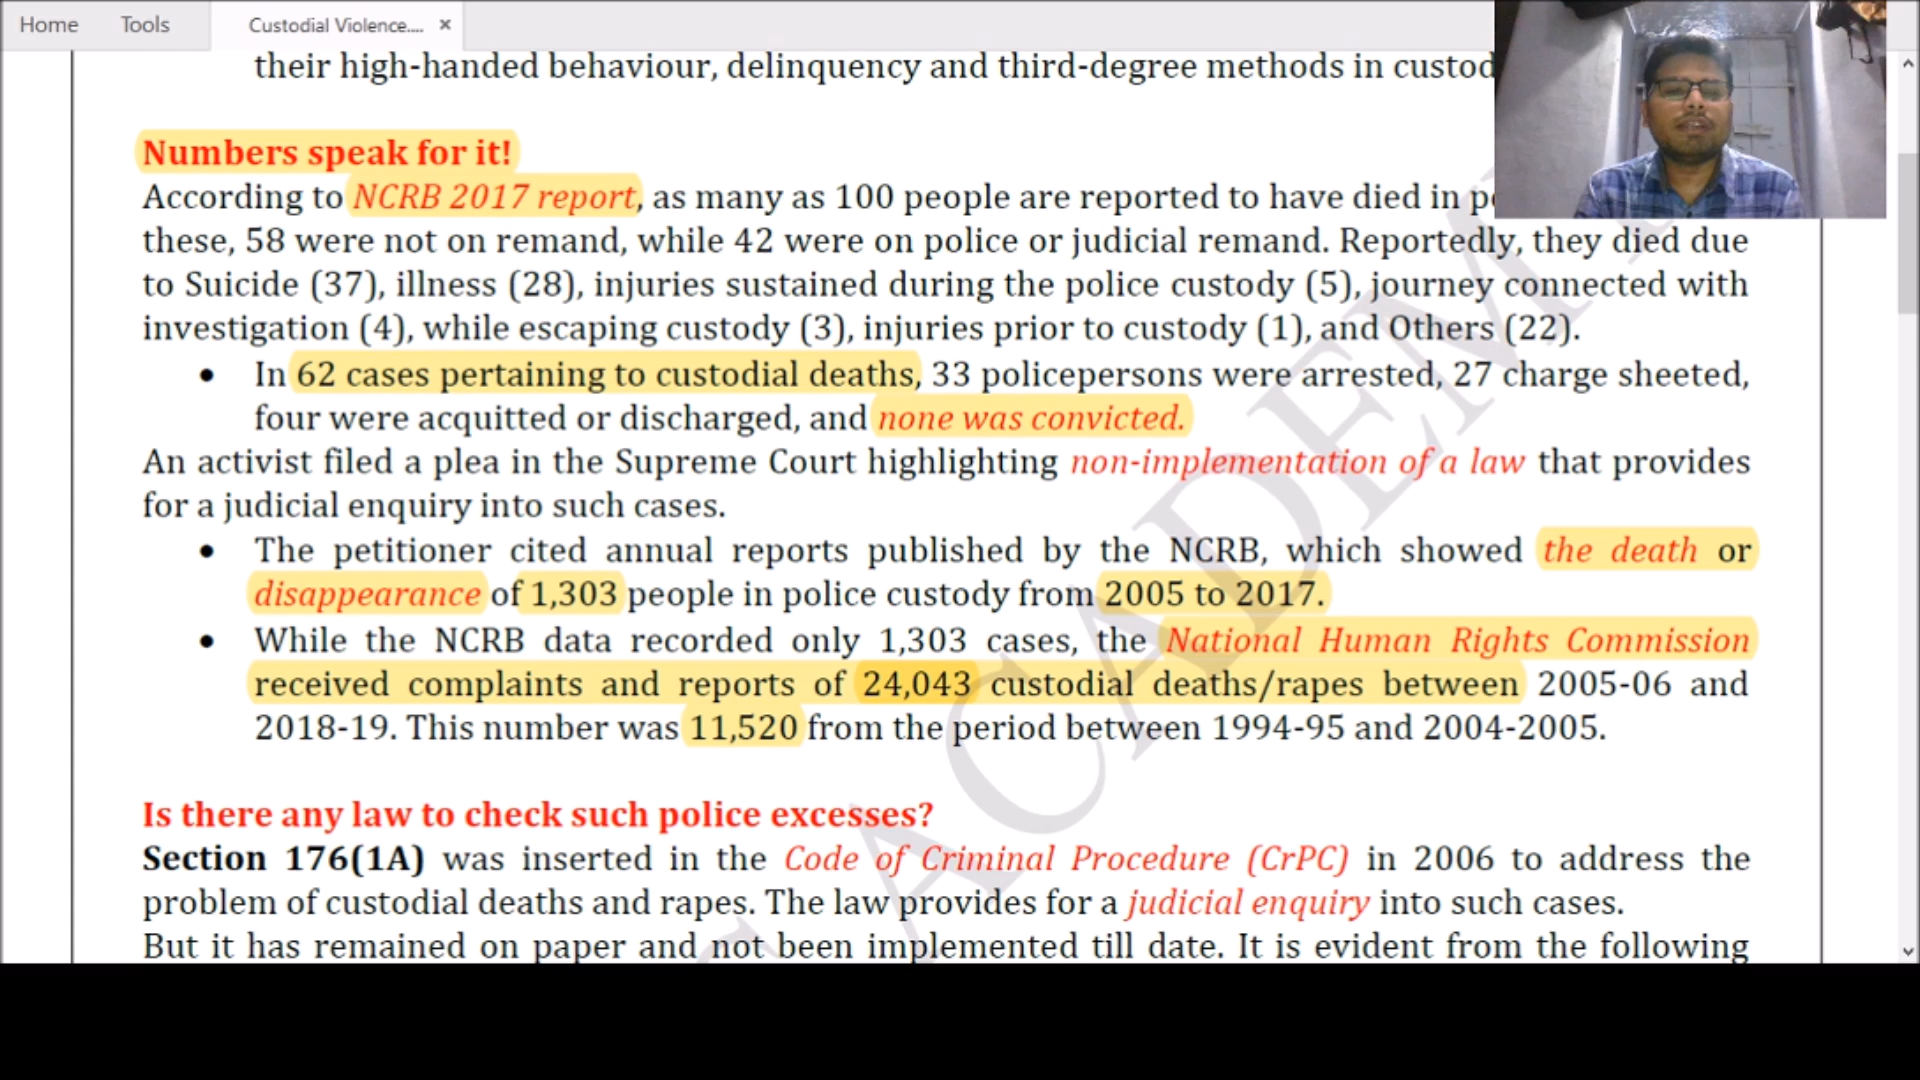 Home Tools Custodial Violence.... ×
their high-handed behaviour, delinquency and third-degree methods in
Numbers speak for it!
According to NCRB 2017 report, as many as 100 people are reported to have died in
these, 58 were not on remand, while 42 were on police or judicial remand. Reportedly, they died due
to Suicide (37), illness (28), injuries sustained during the police custody (5), journey connected with
investigation (4), while escaping custody (3), injuries prior to custody (1), and Others (22).
• In 62 cases pertaining to custodial deaths, 33 policepersons were arrested, 27 charge sheeted,
four were acquitted or discharged, and none was convicted.
An activist filed a plea in the Supreme Court highlighting non-implementation of a law that provides
for a judicial enquiry into such cases.
• The petitioner cited annual reports published by the NCRB, which showed the death or
disappearance of 1,303 people in police custody from 2005 to 2017.
• While the NCRB data recorded only 1,303 cases, the National Human Rights Commission
received complaints and reports of 24,043 custodial deaths/rapes between 2005-06 and
2018-19. This number was 11,520 from the period between 1994-95 and 2004-2005.
Is there any law to check such police excesses?
Section 176(1A) was inserted in the Code of Criminal Procedure (CrPC) in 2006 to address the
problem of custodial deaths and rapes. The law provides for a judicial enquiry into such cases.
But it has remained on paper and not been implemented till date. It is evident from the following
ACADEM